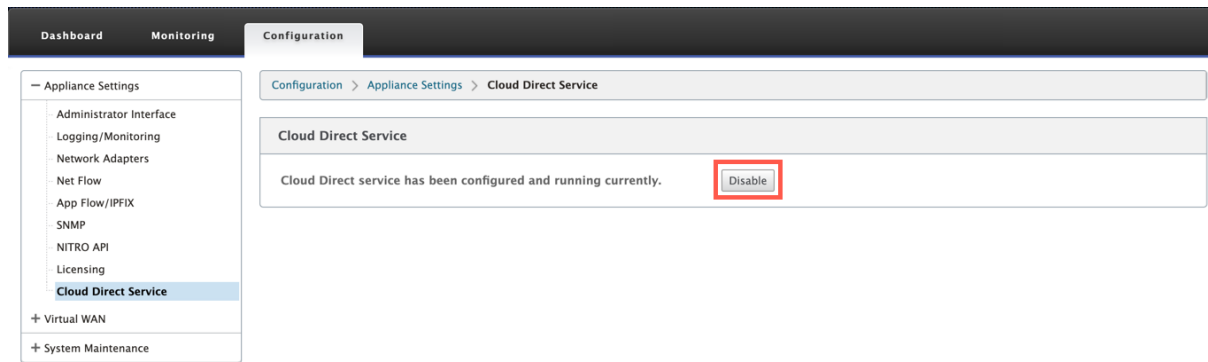 Dashboard Monitoring Configuration
− Appliance Settings
Administrator Interface
Logging/Monitoring
Network Adapters
Net Flow
App Flow/IPFIX
SNMP
NITRO API
Licensing
Cloud Direct Service
+ Virtual WAN
+ System Maintenance
Configuration > Appliance Settings > Cloud Direct Service
Cloud Direct Service
Cloud Direct service has been configured and running currently. Disable